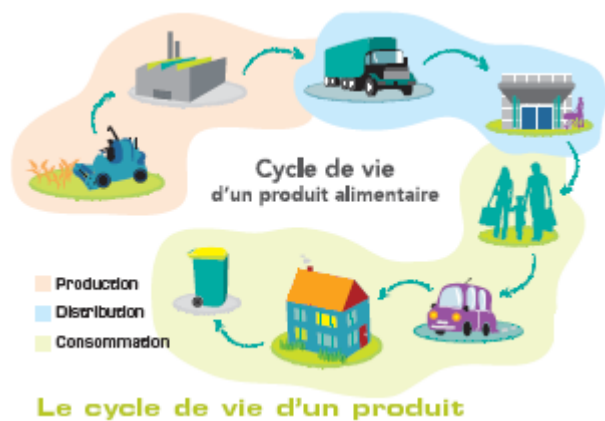 Cycle de vie
d'un produit alimentaire
Production
Distribution
Consommation
Le cycle de vie d'un produit